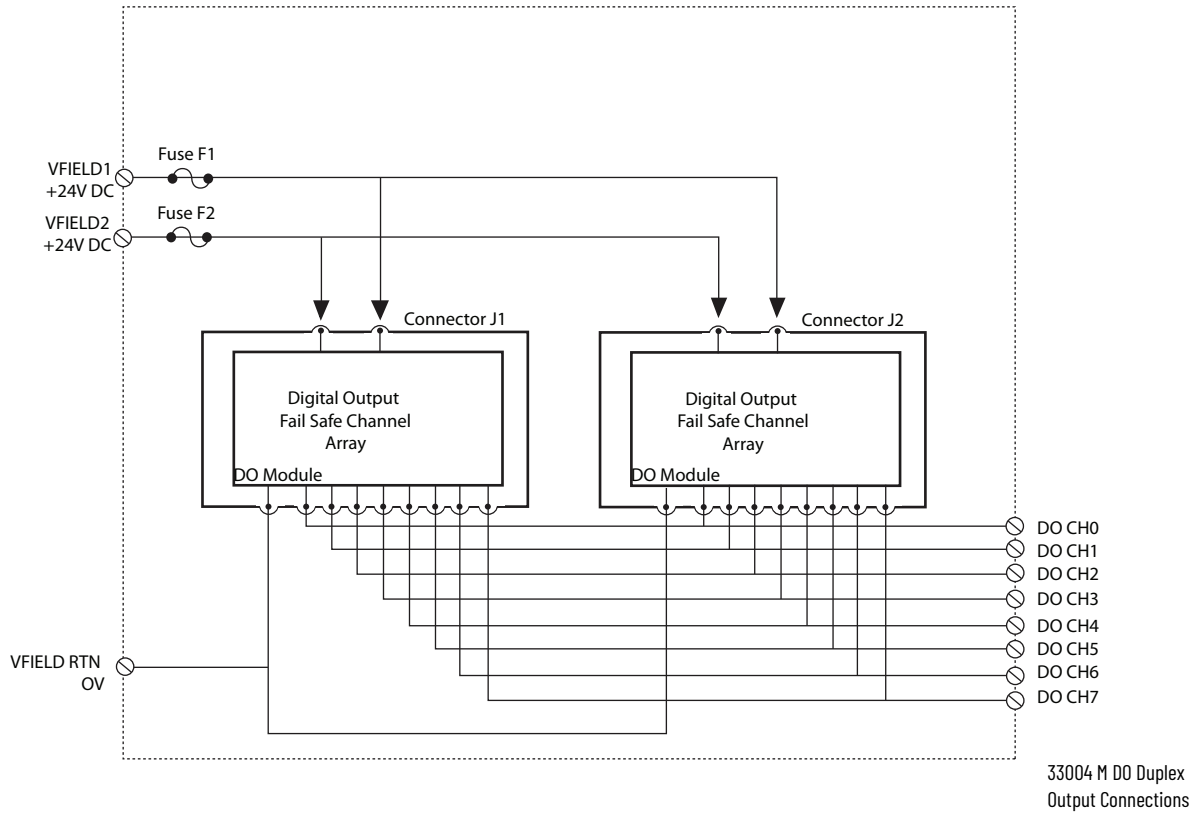 Fuse F1
VFIELD1
+24V DC
Fuse F2
VFIELD2
+24V DC
Connector J1
Connector J2
Digital Output
Fail Safe Channel
Array
DO Module
Digital Output
Fail Safe Channel
Array
DO Module
DO CH0
DO CH1
DO CH2
DO CH3
DO CH4
DO CH5
DO CH6
DO CH7
VFIELD RTN
OV
33004 M DO Duplex
Output Connections